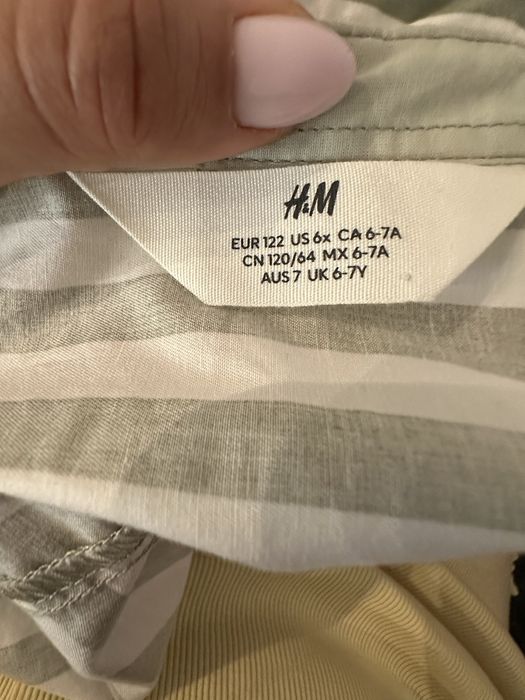 H&M
EUR 122 US 6x CA 6-7A
CN 120/64 MX 6-7A
AUS 7 UK 6-7Y